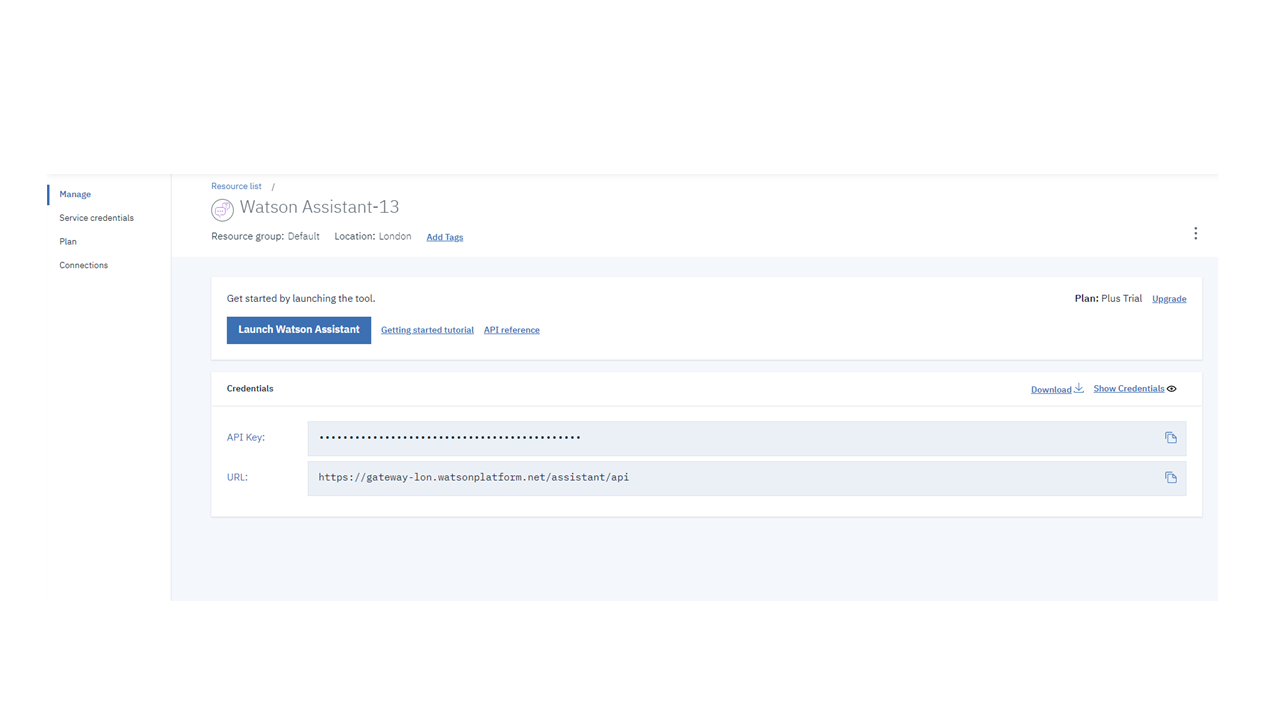 Manage
Service credentials
Plan
Connections
Resource list /
Watson Assistant-13
Resource group: Default Location: London Add Tags
Get started by launching the tool.
Plan: Plus Trial Upgrade
Launch Watson Assistant Getting started tutorial API reference
Credentials
Download Show Credentials
API Key: ••••••••••••••••••••••••••••••••••••••••••••
URL: https://gateway-lon.watsonplatform.net/assistant/api